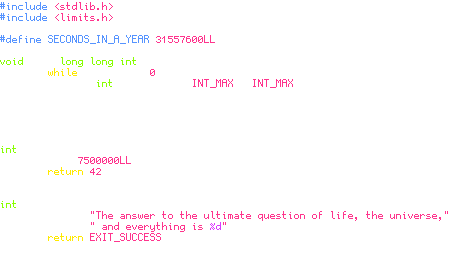 #include <stdlib.h>
#include <limits.h>
#define SECONDS_IN_A_YEAR 31557600LL
void long long int
while 0
int INT_MAX INT_MAX
int
7500000LL
return 42
int
"The answer to the ultimate question of life, the universe,"
" and everything is %d"
return EXIT_SUCCESS